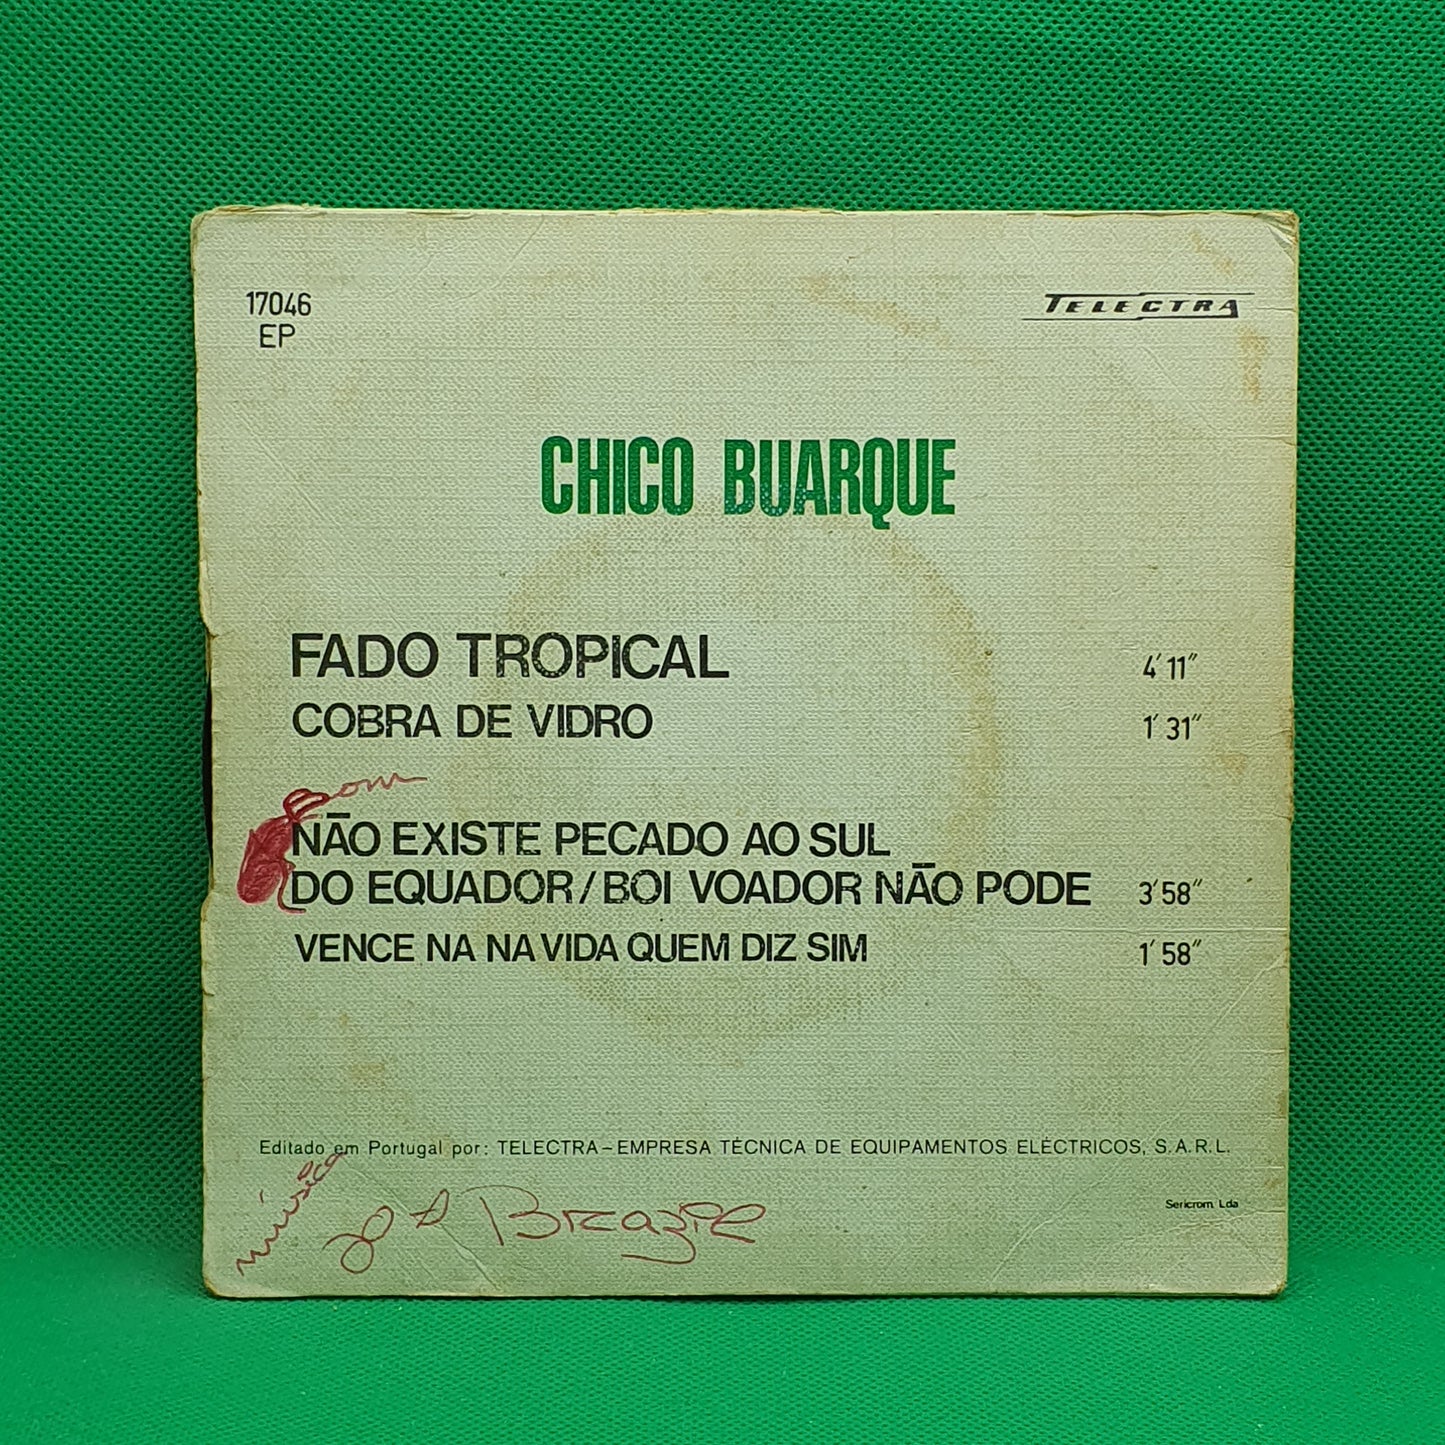 17046
EP
TELECTRA
CHICO BUARQUE
FADO TROPICAL 4' 11"
COBRA DE VIDRO 1' 31"
Bom
NÃO EXISTE PECADO AO SUL
DO EQUADOR/BOI VOADOR NÃO PODE 3' 58"
VENCE NA NA VIDA QUEM DIZ SIM 1' 58"
Editado em Portugal por: TELECTRA-EMPRESA TÉCNICA DE EQUIPAMENTOS ELÉCTRICOS, S.A.R.L.
Sericrom, Lda
música
Brazil